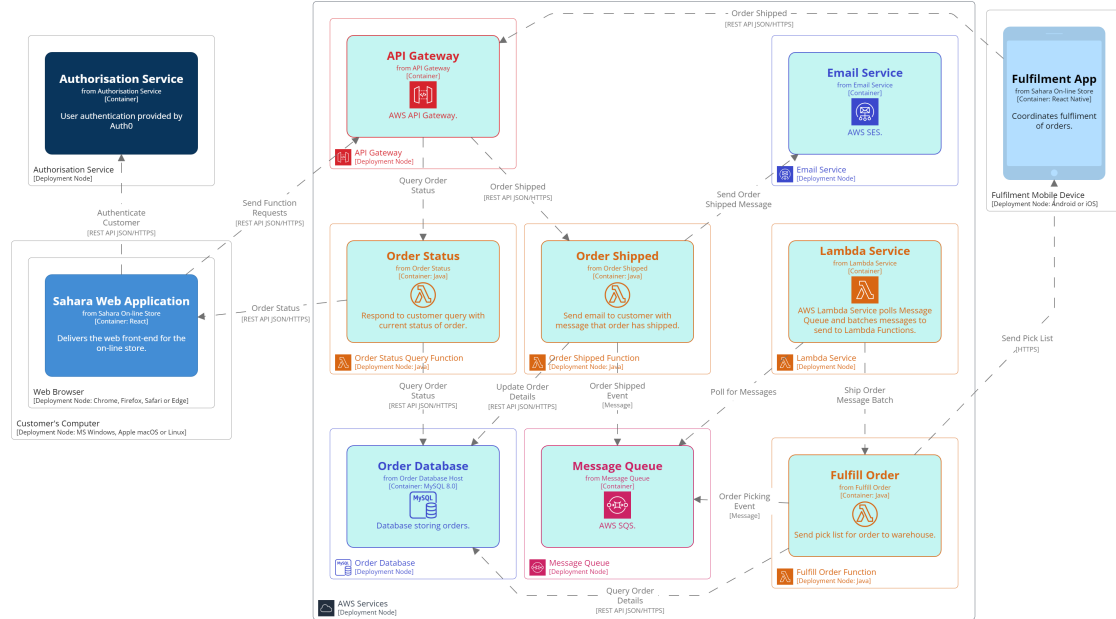 Order Shipped
[REST API JSON/HTTPS]
Authorisation Service
from Authorisation Service
[Container]
User authentication provided by
Auth0
Authorisation Service
[Deployment Node]
API Gateway
from API Gateway
[Container]
AWS API Gateway.
API Gateway
[Deployment Node]
Email Service
from Email Service
[Container]
AWS SES.
Email Service
[Deployment Node]
Fulfilment App
from Sahara On-line Store
[Container: React Native]
Coordinates fulfilment
of orders.
Fulfilment Mobile Device
[Deployment Node: Android or iOS]
Authenticate
Customer
[REST API JSON/HTTPS]
Send Function
Requests
[REST API JSON/HTTPS]
Query Order
Status
[REST API JSON/HTTPS]
Order Shipped
[REST API JSON/HTTPS]
Send Order
Shipped Message
Sahara Web Application
from Sahara On-line Store
[Container: React]
Delivers the web front-end for the
on-line store.
Web Browser
[Deployment Node: Chrome, Firefox, Safari or Edge]
Customer's Computer
[Deployment Node: MS Windows, Apple macOS or Linux]
Order Status
[REST API JSON/HTTPS]
Order Status
from Order Status
[Container: Java]
Respond to customer query with
current status of order.
Order Status Query Function
[Deployment Node: Java]
Order Shipped
from Order Shipped
[Container: Java]
Send email to customer with
message that order has shipped.
Order Shipped Function
[Deployment Node: Java]
Lambda Service
from Lambda Service
[Container]
AWS Lambda Service polls Message
Queue and batches messages to
send to Lambda Functions.
Lambda Service
[Deployment Node]
Send Pick List
[HTTPS]
Query Order
Status
[REST API JSON/HTTPS]
Update Order
Details
[REST API JSON/HTTPS]
Order Shipped
Event
[Message]
Poll for Messages
Ship Order
Message Batch
Order Database
from Order Database Host
[Container: MySQL 8.0]
MySQL
Database storing orders.
MySQL
Order Database
[Deployment Node]
Message Queue
from Message Queue
[Container]
AWS SQS.
Message Queue
[Deployment Node]
Order Picking
Event
[Message]
Fulfill Order
from Fulfill Order
[Container: Java]
Send pick list for order to warehouse.
Fulfill Order Function
[Deployment Node: Java]
Query Order
Details
[REST API JSON/HTTPS]
AWS Services
[Deployment Node]